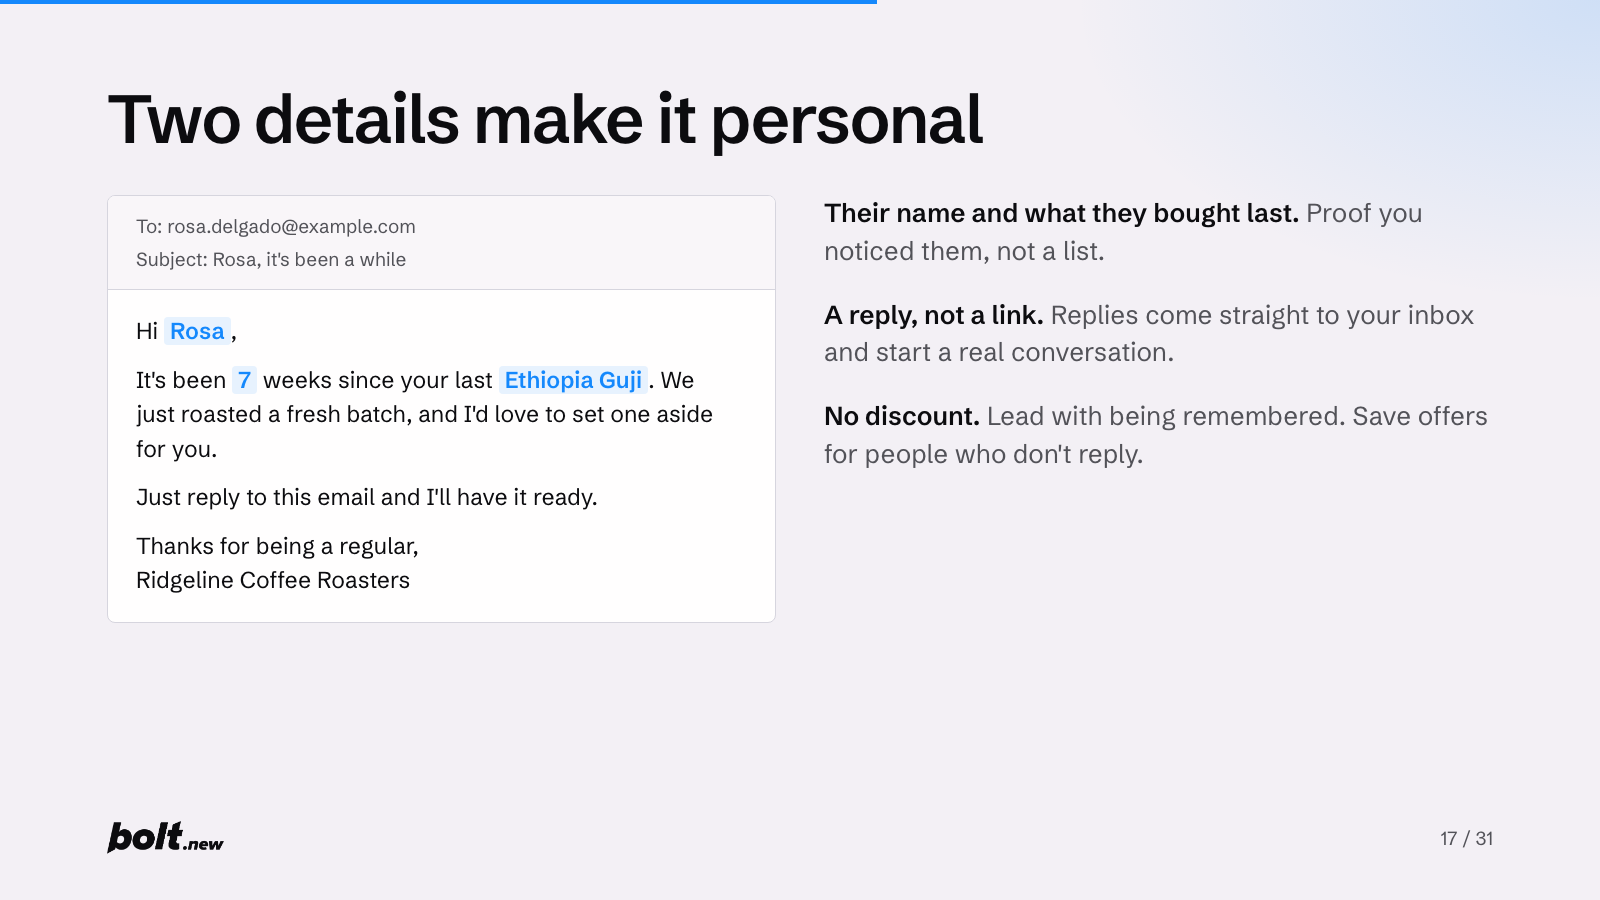 Two details make it personal
To: rosa.delgado@example.com
Subject: Rosa, it's been a while
Hi Rosa,
It's been 7 weeks since your last Ethiopia Guji. We
just roasted a fresh batch, and I'd love to set one aside
for you.
Just reply to this email and I'll have it ready.
Thanks for being a regular,
Ridgeline Coffee Roasters
Their name and what they bought last. Proof you
noticed them, not a list.
A reply, not a link. Replies come straight to your inbox
and start a real conversation.
No discount. Lead with being remembered. Save offers
for people who don't reply.
bolt.new
17 / 31